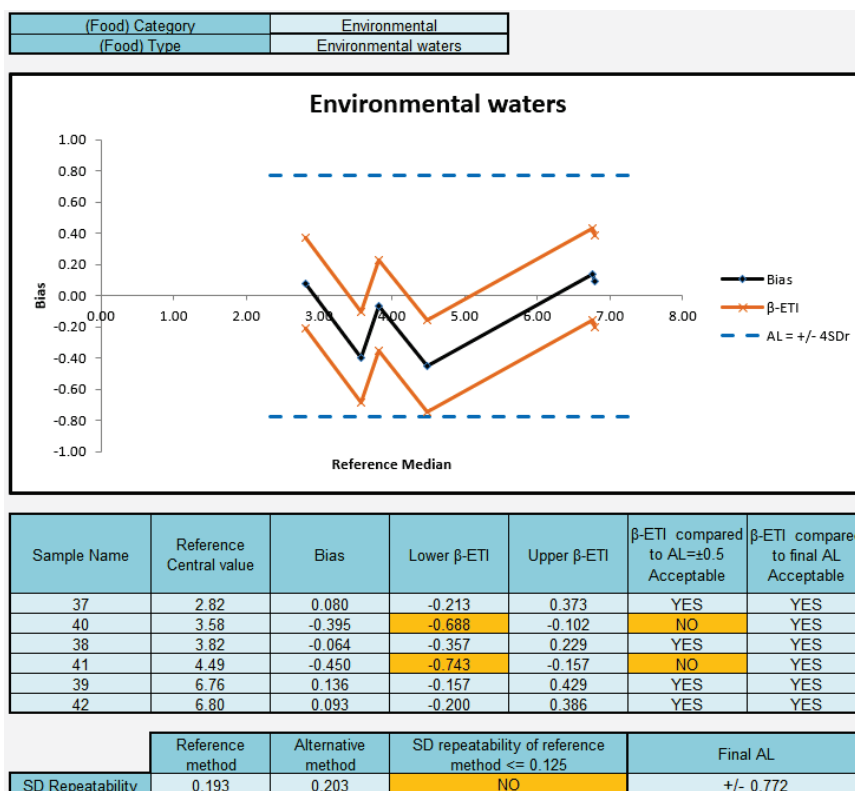 (Food) Category Environmental
(Food) Type Environmental waters
Environmental waters
1.00
0.80
0.60
0.40
0.20
0.00
-0.20
-0.40
-0.60
-0.80
-1.00
Bias
0.00 1.00 2.00 3.00 4.00 5.00 6.00 7.00 8.00
Reference Median
Bias
β-ETI
AL = +/- 4SDr
Sample Name Reference Central value Bias Lower β-ETI Upper β-ETI β-ETI compared to AL=±0.5 Acceptable β-ETI compared to final AL Acceptable
37 2.82 0.080 -0.213 0.373 YES YES
40 3.58 -0.395 -0.688 -0.102 NO YES
38 3.82 -0.064 -0.357 0.229 YES YES
41 4.49 -0.450 -0.743 -0.157 NO YES
39 6.76 0.136 -0.157 0.429 YES YES
42 6.80 0.093 -0.200 0.386 YES YES
Reference method Alternative method SD repeatability of reference method <= 0.125 Final AL
SD Repeatability 0.193 0.203 NO +/- 0.772